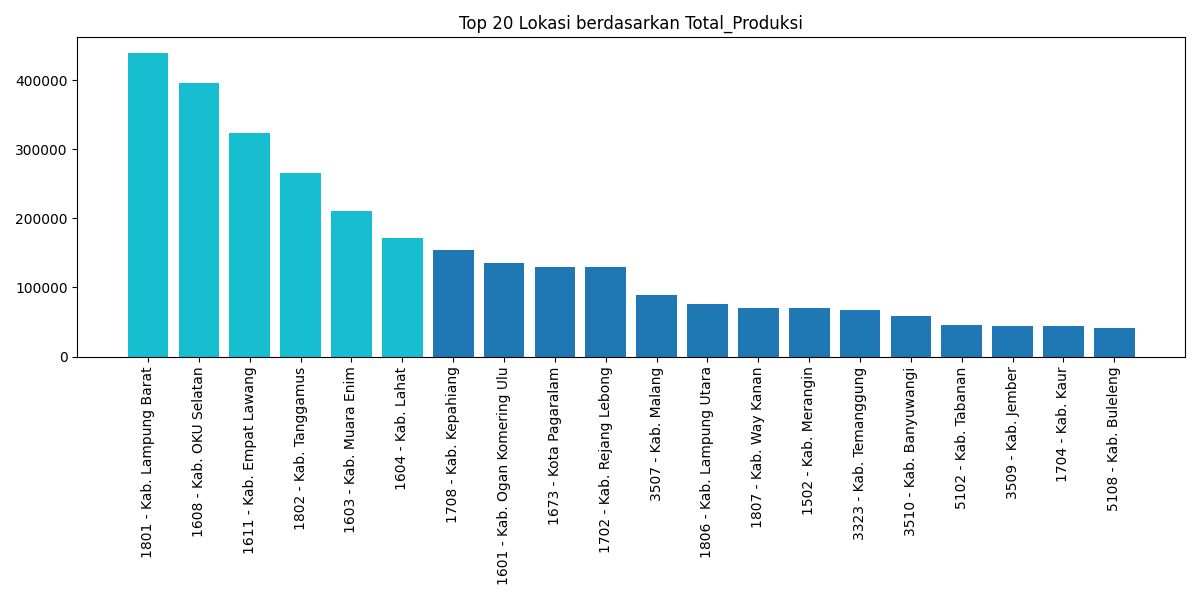 Top 20 Lokasi berdasarkan Total_Produksi
400000
300000
200000
100000
0
1801 - Kab. Lampung Barat
1608 - Kab. OKU Selatan
1611 - Kab. Empat Lawang
1802 - Kab. Tanggamus
1603 - Kab. Muara Enim
1604 - Kab. Lahat
1708 - Kab. Kepahiang
1601 - Kab. Ogan Komering Ulu
1673 - Kota Pagaralam
1702 - Kab. Rejang Lebong
3507 - Kab. Malang
1806 - Kab. Lampung Utara
1807 - Kab. Way Kanan
1502 - Kab. Merangin
3323 - Kab. Temanggung
3510 - Kab. Banyuwangi
5102 - Kab. Tabanan
3509 - Kab. Jember
1704 - Kab. Kaur
5108 - Kab. Buleleng